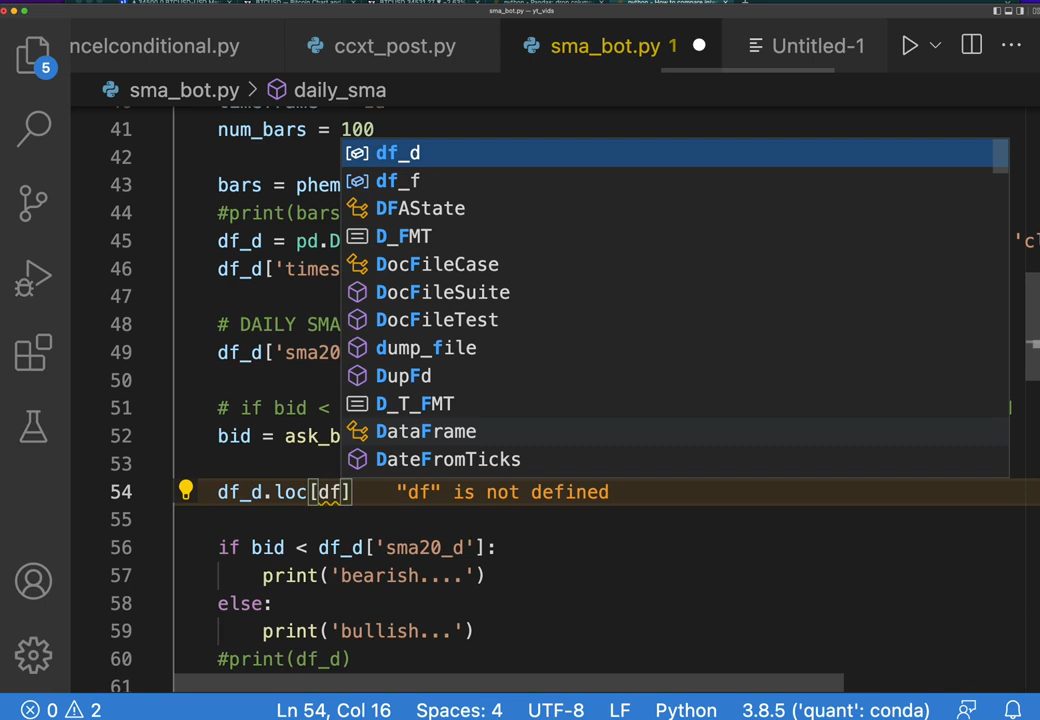 sma_bot.py — yt_vids
ncelconditional.py
ccxt_post.py
sma_bot.py 1
Untitled-1
5
sma_bot.py > daily_sma
41 num_bars = 100
42
43 bars = phem
44 #print(bars
45 df_d = pd.D
46 df_d['times
47
48 # DAILY SMA
49 df_d['sma20
50
51 # if bid <
52 bid = ask_b
53
54 df_d.loc[df] "df" is not defined
55
56 if bid < df_d['sma20_d']:
57 print('bearish....')
58 else:
59 print('bullish...')
60 #print(df_d)
61
df_d
df_f
DFAState
D_FMT
DocFileCase
DocFileSuite
DocFileTest
dump_file
DupFd
D_T_FMT
DataFrame
DateFromTicks
0 2
Ln 54, Col 16
Spaces: 4
UTF-8
LF
Python
3.8.5 ('quant': conda)